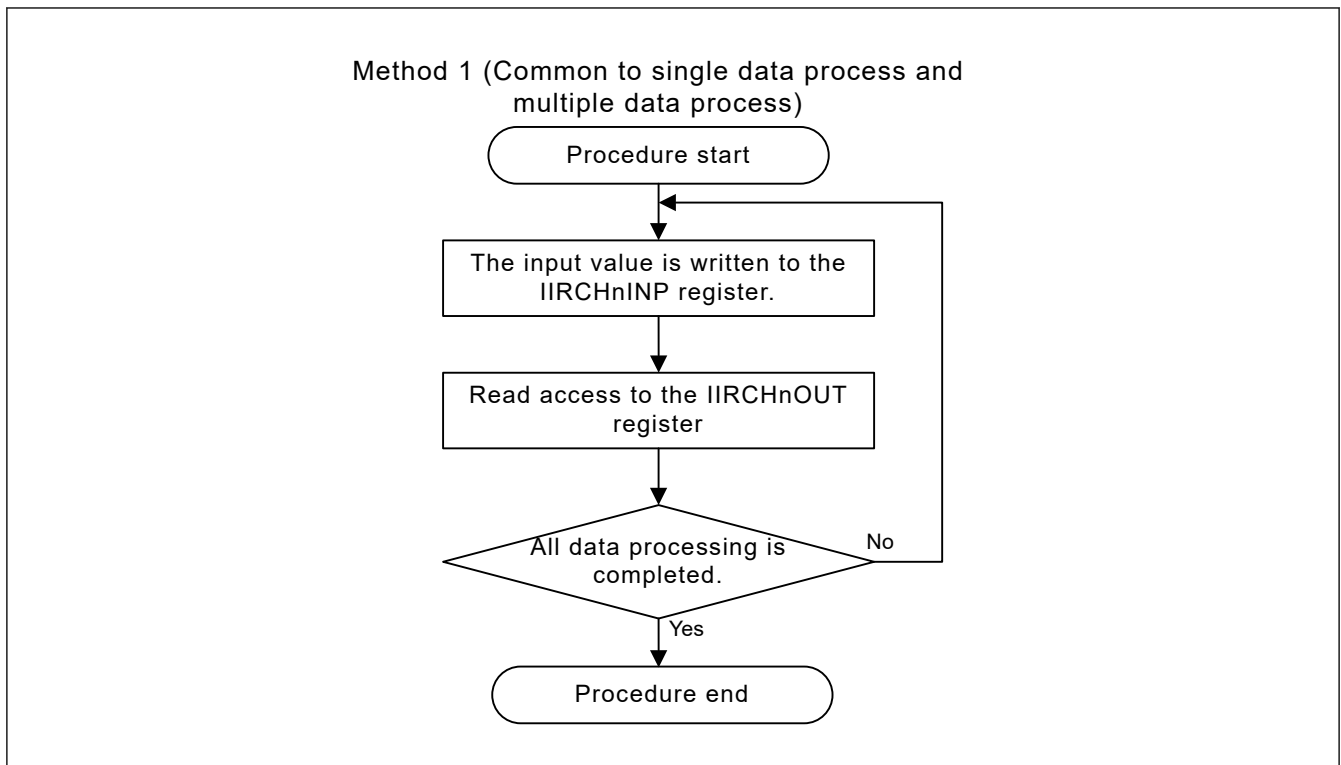 Method 1 (Common to single data process and
multiple data process)
Procedure start
The input value is written to the
IIRCHnINP register.
Read access to the IIRCHnOUT
register
All data processing is
completed.
No
Yes
Procedure end